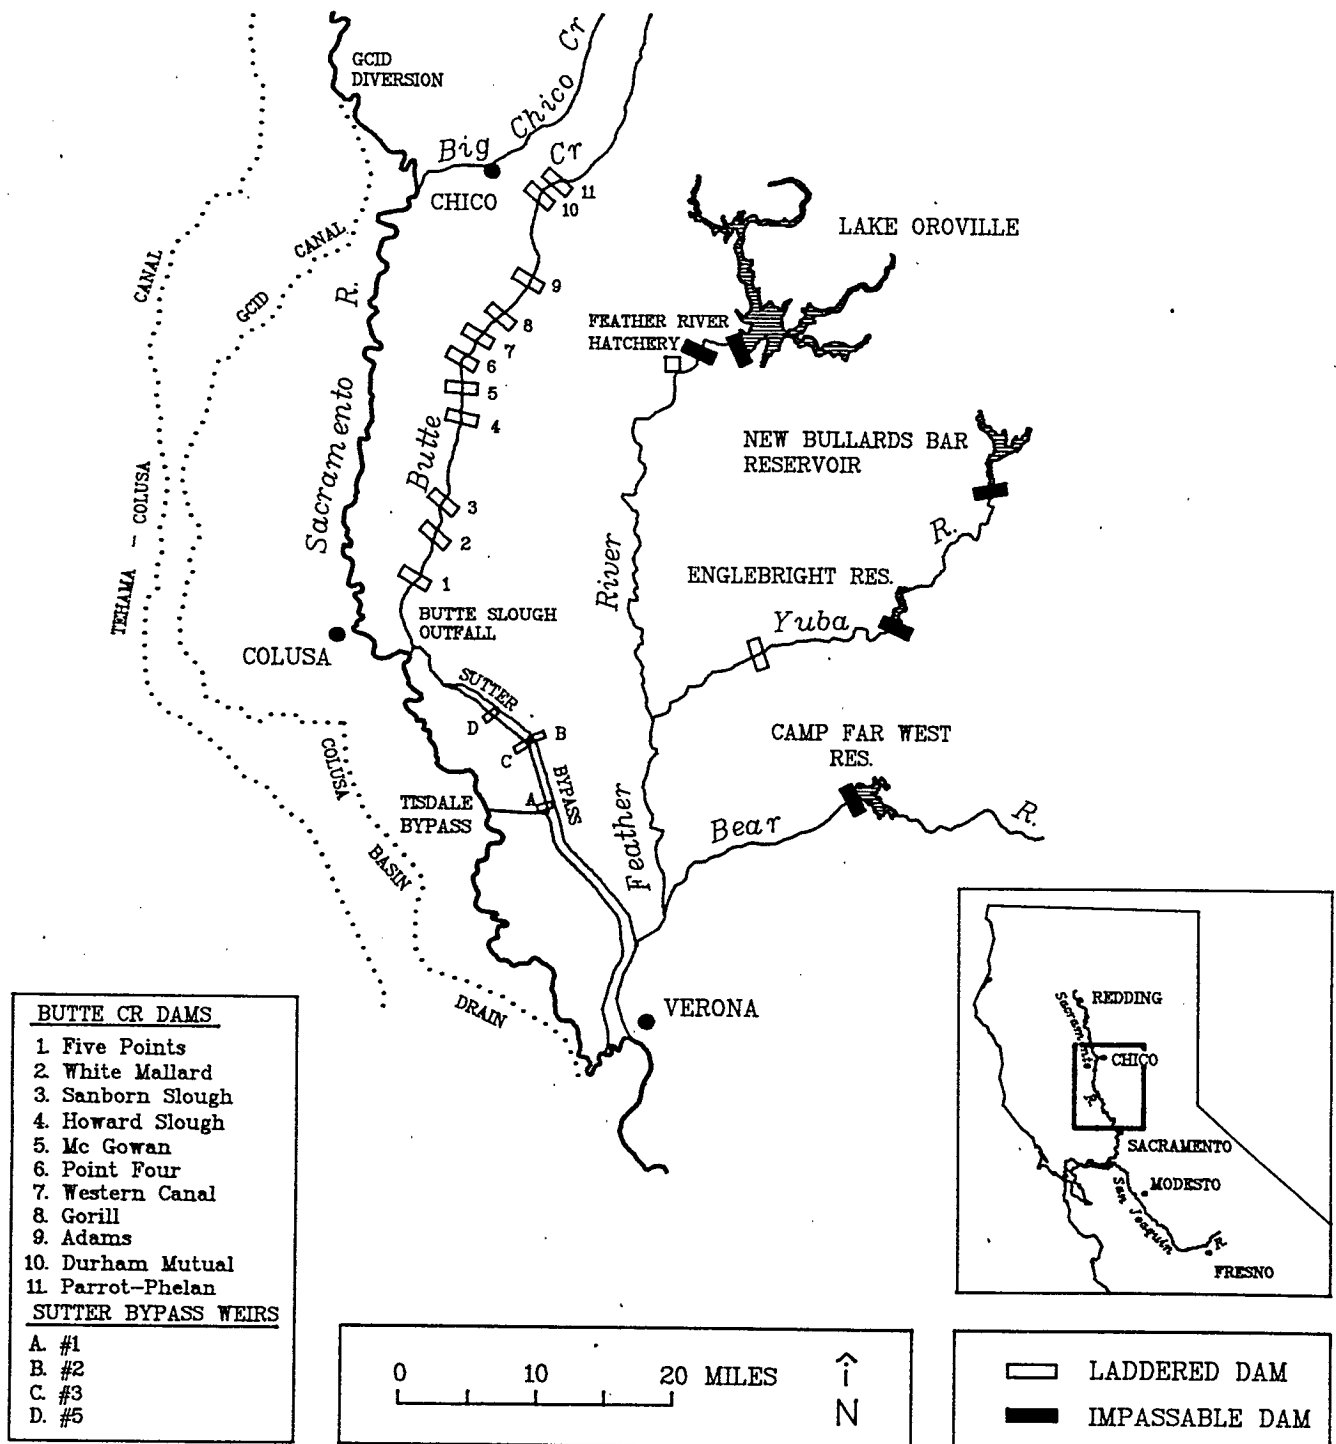 GCID
DIVERSION
Big Chico Cr
CHICO
Cr
11
10
9
8
7
6
5
4
3
2
1
LAKE OROVILLE
CANAL
CANAL
GCID
R.
FEATHER RIVER
HATCHERY
Sacramento
Butte
NEW BULLARDS BAR
RESERVOIR
R.
TEHAMA - COLUSA
River
ENGLEBRIGHT RES.
Yuba
BUTTE SLOUGH
OUTFALL
COLUSA
SUTTER
D
B
C
BYPASS
A
COLUSA
TISDALE
BYPASS
CAMP FAR WEST
RES.
Bear
R.
Feather
BASIN
DRAIN
VERONA
BUTTE CR DAMS
1. Five Points
2. White Mallard
3. Sanborn Slough
4. Howard Slough
5. Mc Gowan
6. Point Four
7. Western Canal
8. Gorill
9. Adams
10. Durham Mutual
11. Parrot-Phelan
SUTTER BYPASS WEIRS
A. #1
B. #2
C. #3
D. #5
0 10 20 MILES
N
REDDING
Sacramento
CHICO
R.
SACRAMENTO
MODESTO
San Joaquin
R.
FRESNO
LADDERED DAM
IMPASSABLE DAM